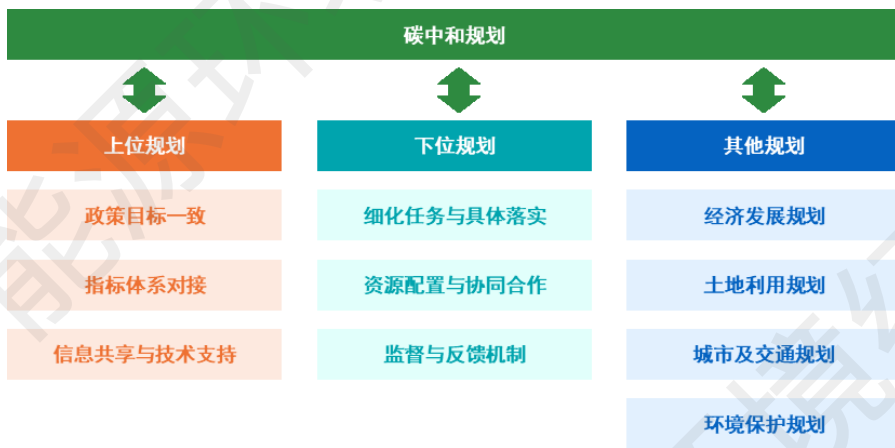 碳中和规划
上位规划
下位规划
其他规划
政策目标一致
细化任务与具体落实
经济发展规划
指标体系对接
资源配置与协同合作
土地利用规划
信息共享与技术支持
监督与反馈机制
城市及交通规划
环境保护规划